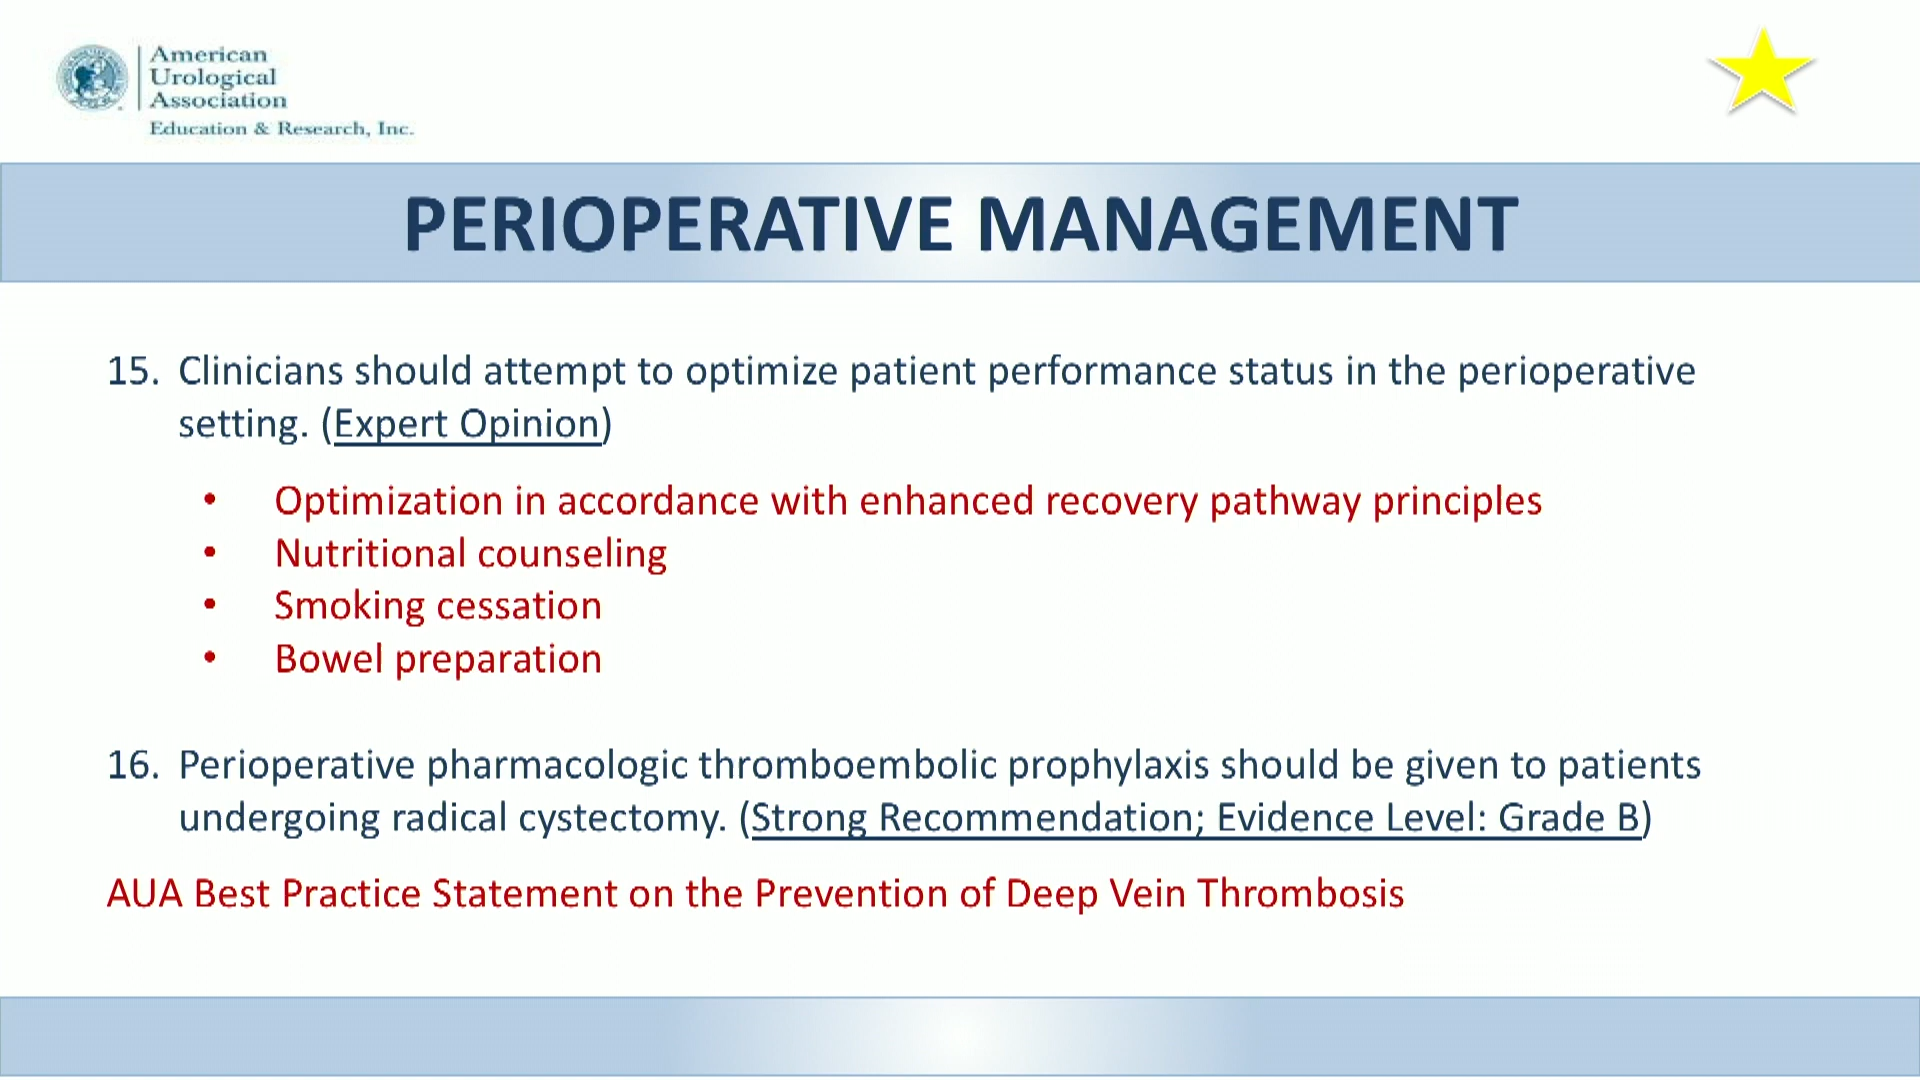 American
Urological
Association
Education & Research, Inc.
PERIOPERATIVE MANAGEMENT
15. Clinicians should attempt to optimize patient performance status in the perioperative
setting. (Expert Opinion)
• Optimization in accordance with enhanced recovery pathway principles
• Nutritional counseling
• Smoking cessation
• Bowel preparation
16. Perioperative pharmacologic thromboembolic prophylaxis should be given to patients
undergoing radical cystectomy. (Strong Recommendation; Evidence Level: Grade B)
AUA Best Practice Statement on the Prevention of Deep Vein Thrombosis